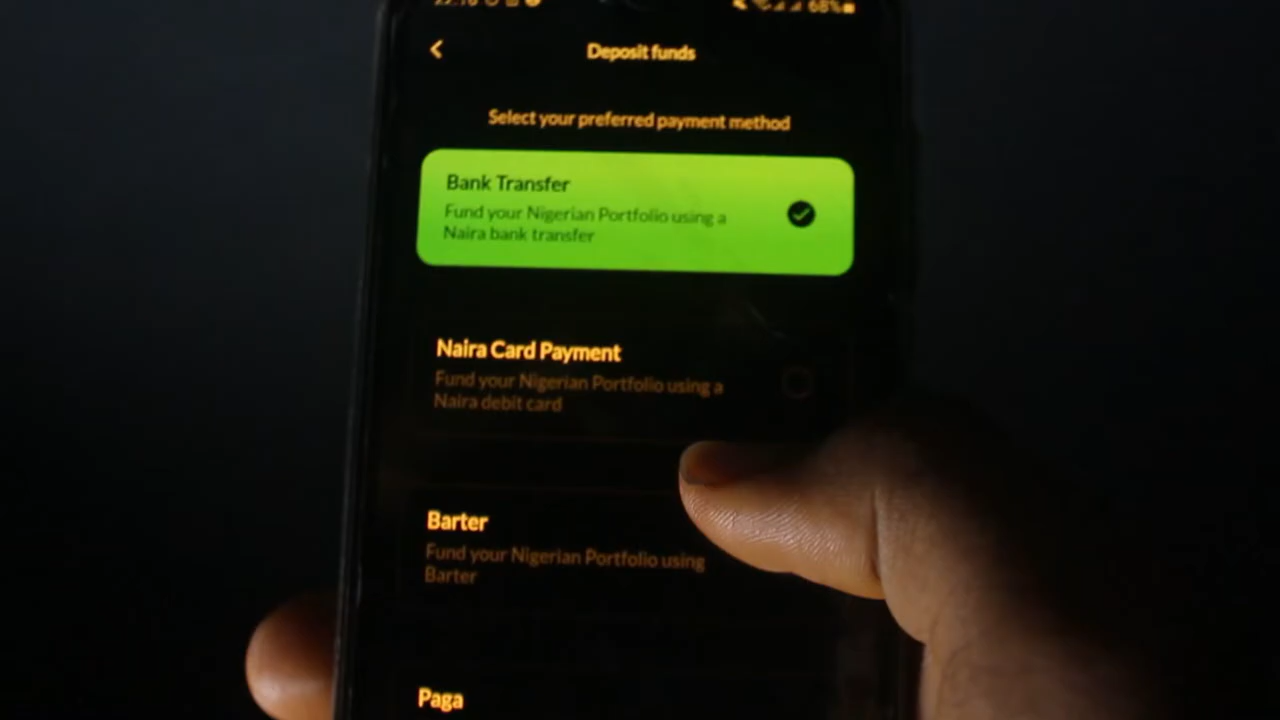 68%
Deposit funds
Select your preferred payment method
Bank Transfer
Fund your Nigerian Portfolio using a
Naira bank transfer
Naira Card Payment
Fund your Nigerian Portfolio using a
Naira debit card
Barter
Fund your Nigerian Portfolio using
Barter
Paga